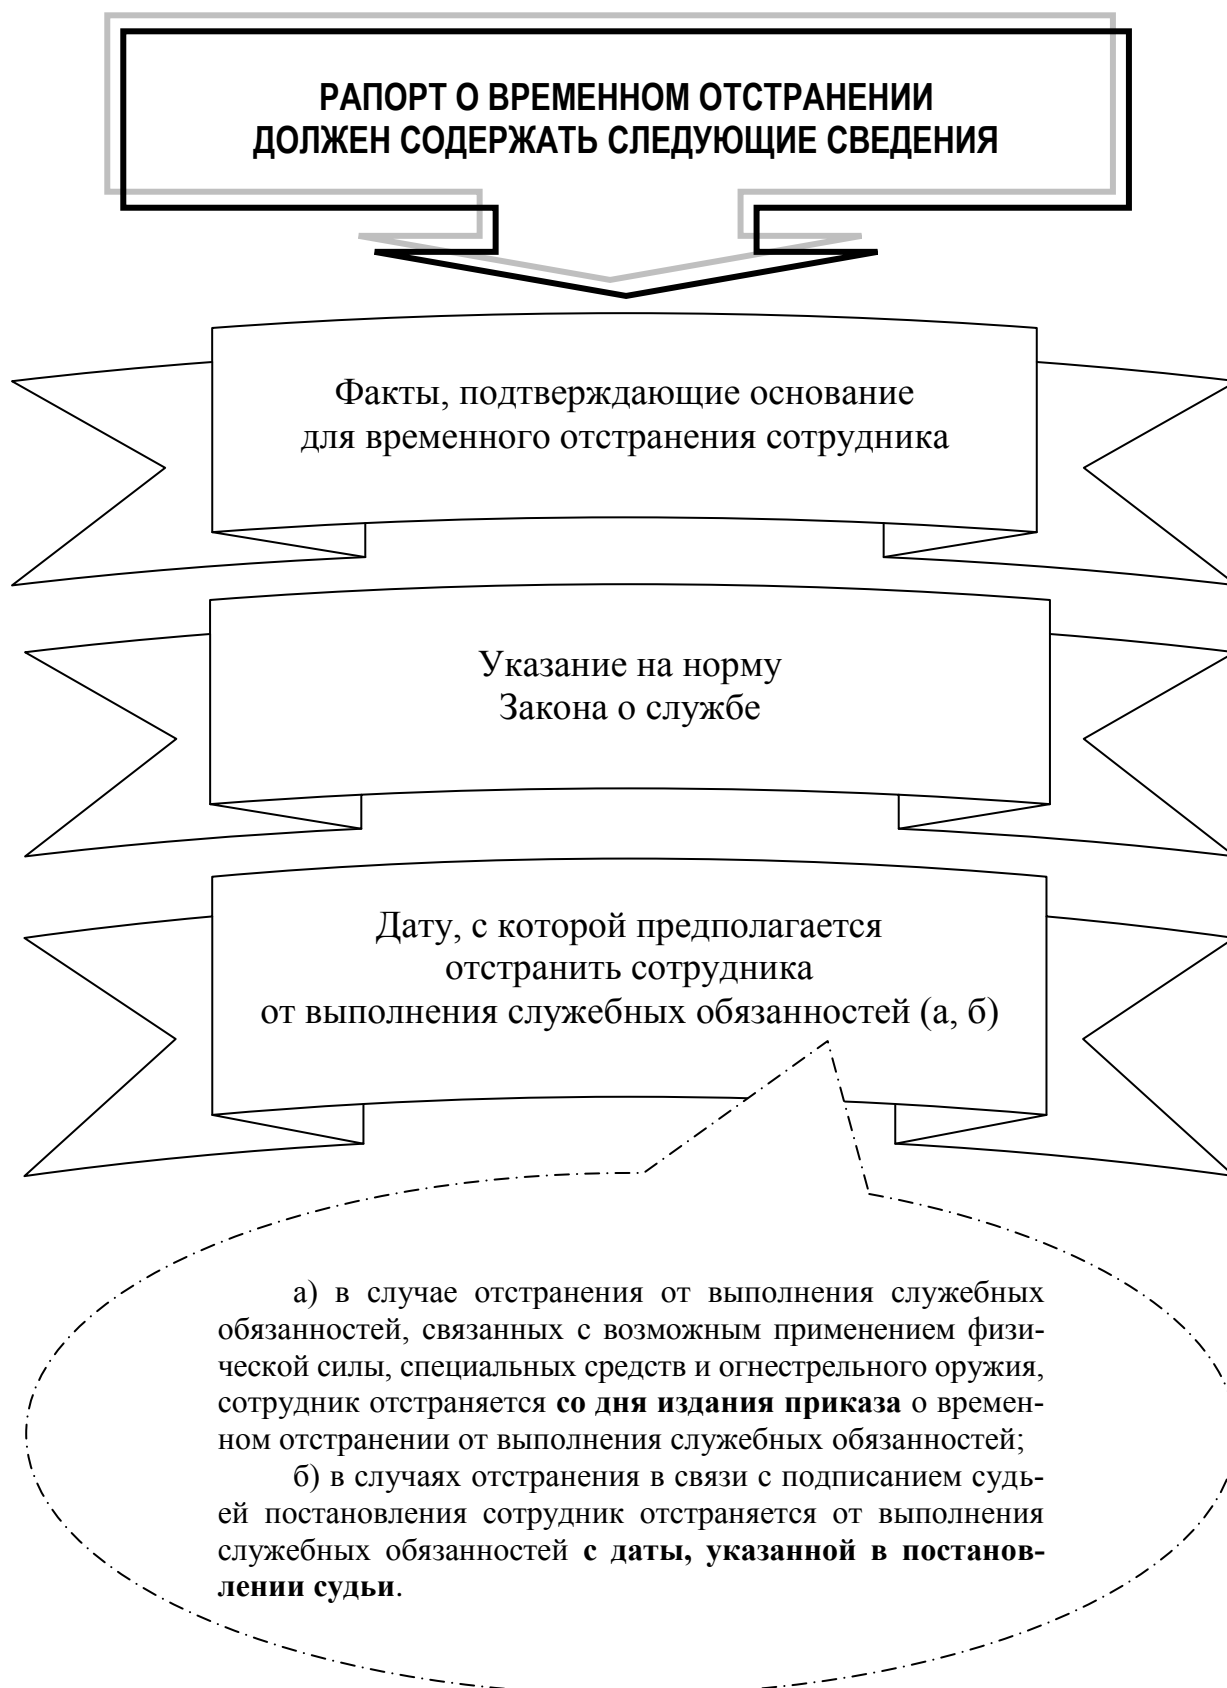 РАПОРТ О ВРЕМЕННОМ ОТСТРАНЕНИИ
ДОЛЖЕН СОДЕРЖАТЬ СЛЕДУЮЩИЕ СВЕДЕНИЯ
Факты, подтверждающие основание
для временного отстранения сотрудника
Указание на норму
Закона о службе
Дату, с которой предполагается
отстранить сотрудника
от выполнения служебных обязанностей (а, б)
а) в случае отстранения от выполнения служебных
обязанностей, связанных с возможным применением физи-
ческой силы, специальных средств и огнестрельного оружия,
сотрудник отстраняется со дня издания приказа о времен-
ном отстранении от выполнения служебных обязанностей;
б) в случаях отстранения в связи с подписанием судь-
ей постановления сотрудник отстраняется от выполнения
служебных обязанностей с даты, указанной в постанов-
лении судьи.